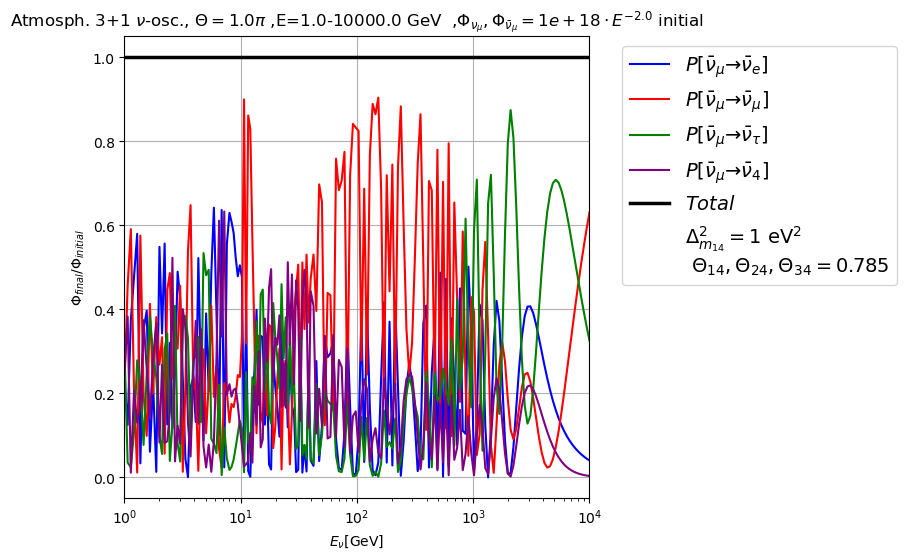 Atmosph. 3+1 ν-osc., Θ = 1.0π ,E=1.0-10000.0 GeV ,Φ_{ν_μ}, Φ_{ν̄_μ} = 1e + 18 · E^{−2.0} initial
P[ν̄_μ→ν̄_e]
P[ν̄_μ→ν̄_μ]
P[ν̄_μ→ν̄_τ]
P[ν̄_μ→ν̄_4]
Total
Δ²_{m_{14}} = 1 eV²
Θ_{14}, Θ_{24}, Θ_{34} = 0.785
Φ_{final}/Φ_{initial}
1.0
0.8
0.6
0.4
0.2
0.0
10^0 10^1 10^2 10^3 10^4
E_ν[GeV]